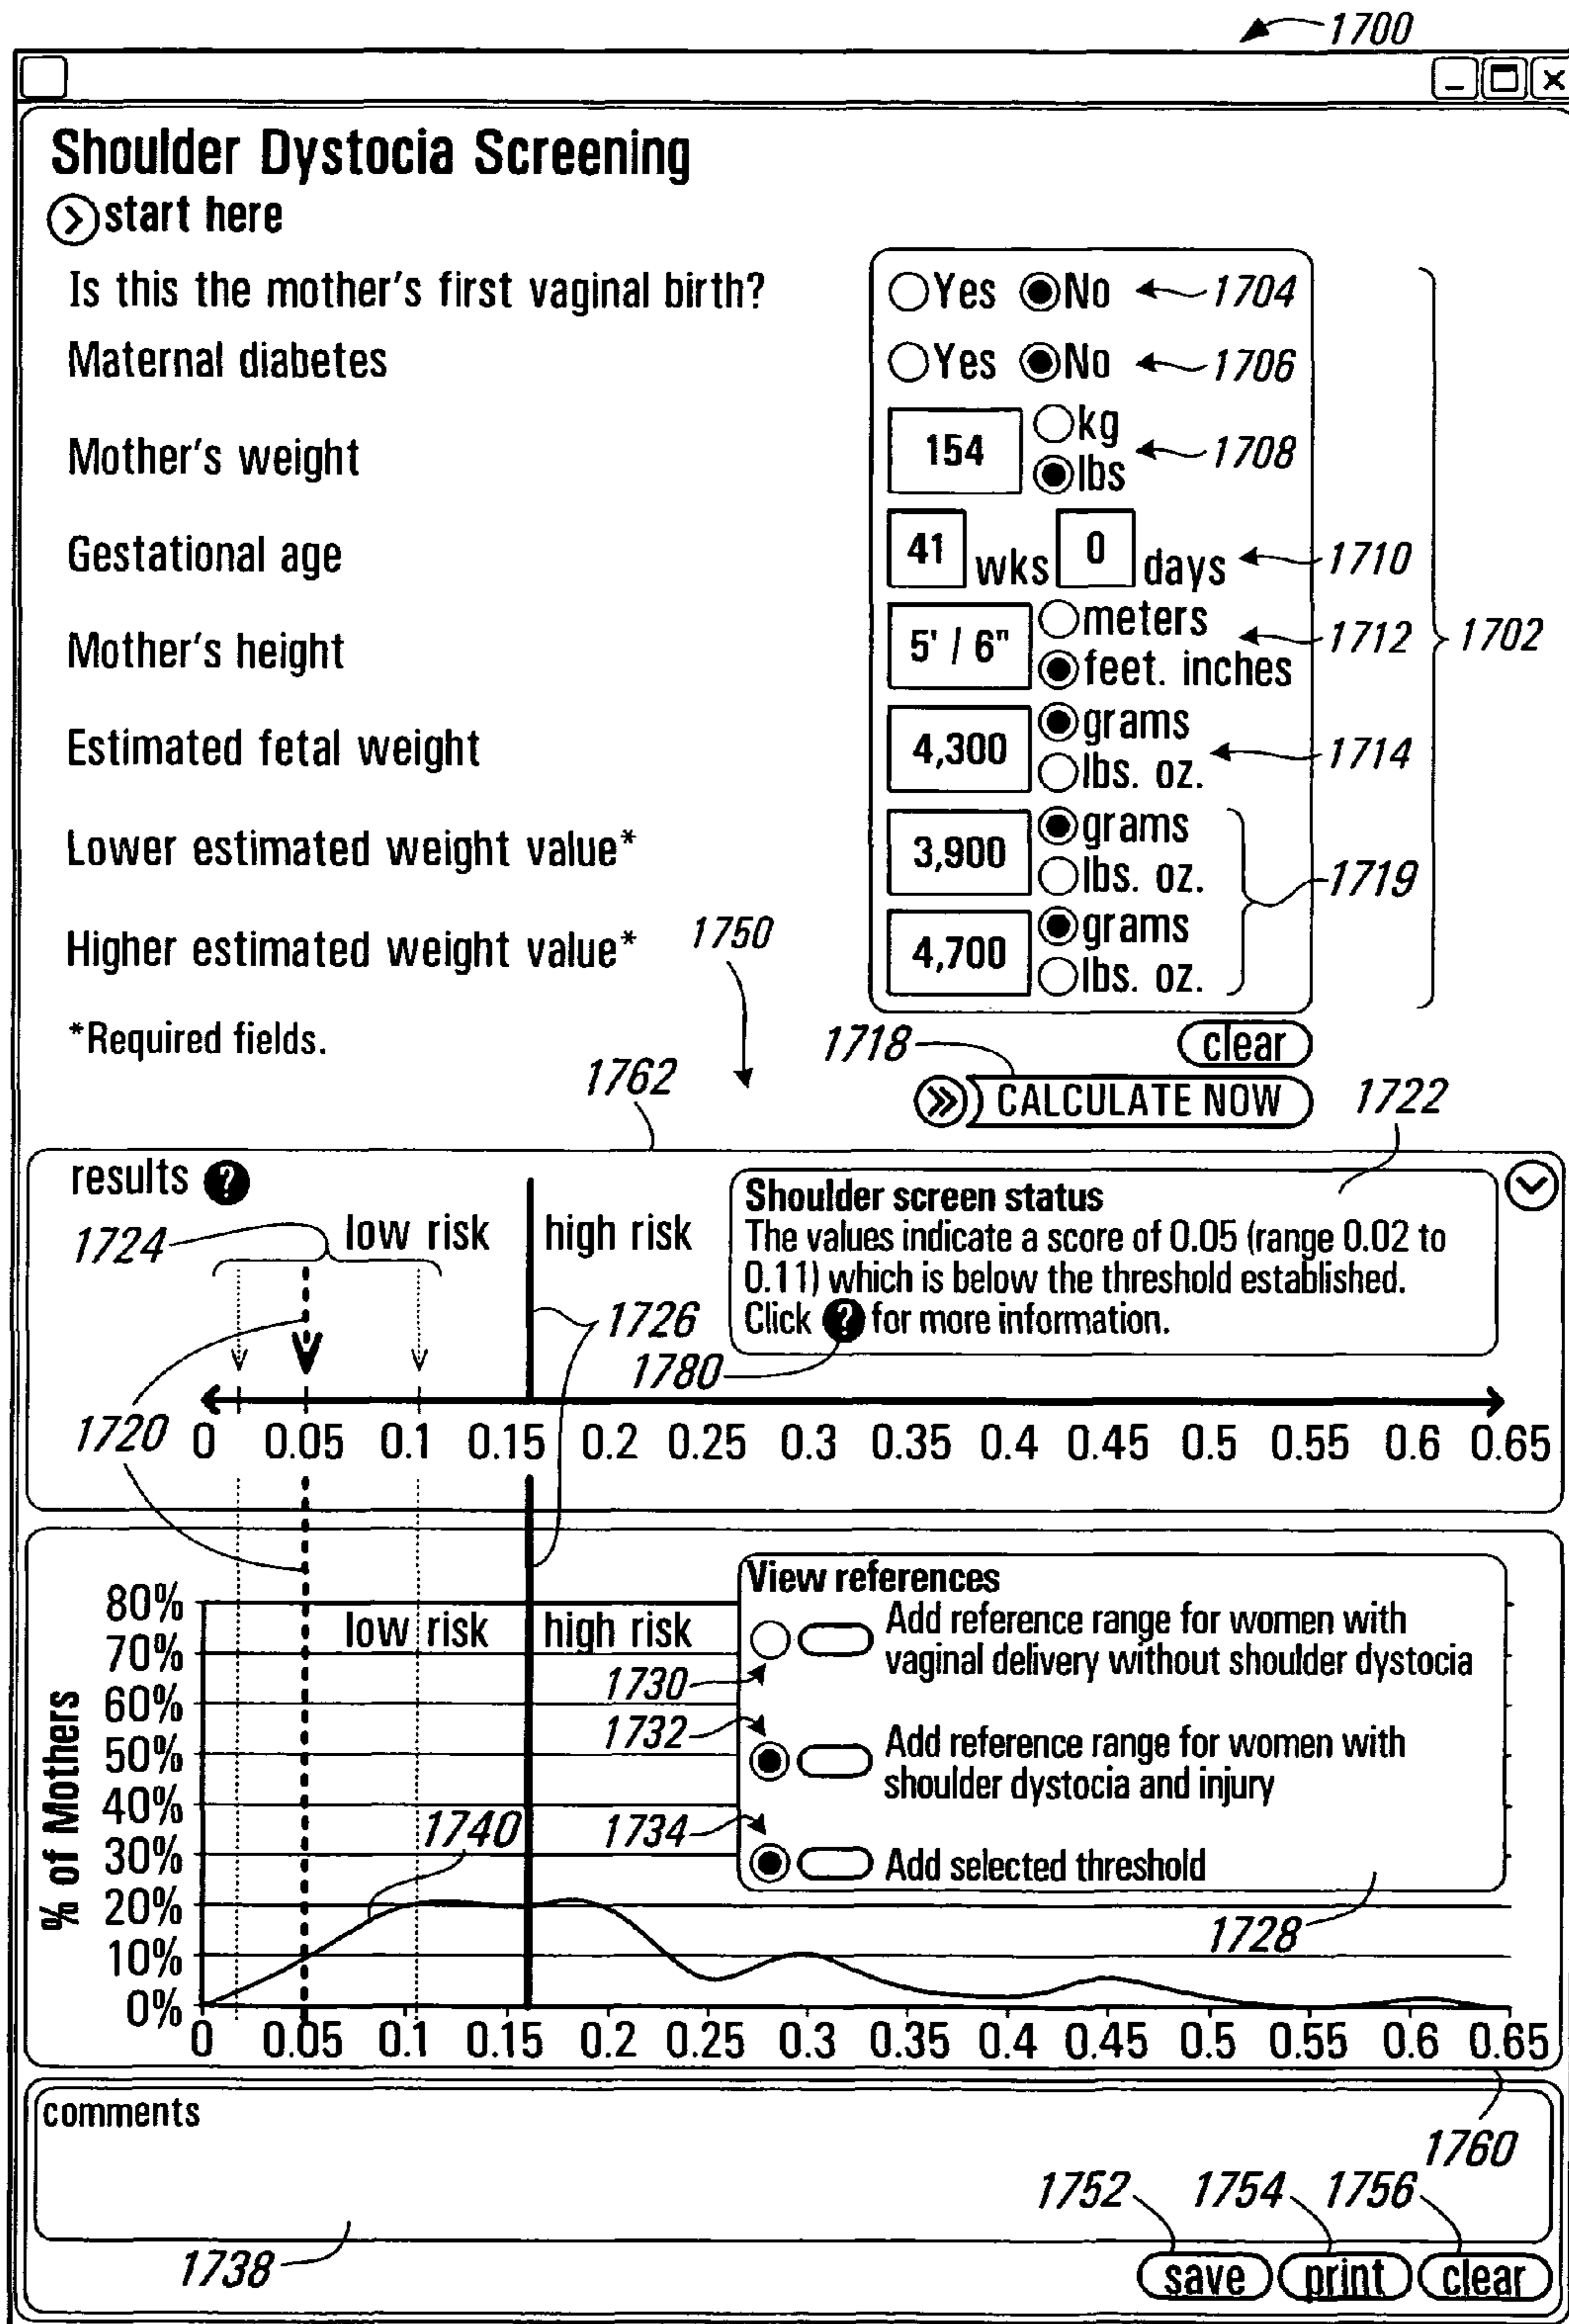 1700
Shoulder Dystocia Screening
start here
Is this the mother's first vaginal birth? Yes No 1704
Maternal diabetes Yes No 1706
Mother's weight 154 kg lbs 1708
Gestational age 41 wks 0 days 1710
Mother's height 5' / 6" meters feet. inches 1712 1702
Estimated fetal weight 4,300 grams lbs. oz. 1714
Lower estimated weight value* 3,900 grams lbs. oz. 1719
Higher estimated weight value* 1750 4,700 grams lbs. oz.
*Required fields. 1718 clear
1762 CALCULATE NOW 1722
results ?
1724 low risk high risk
Shoulder screen status
The values indicate a score of 0.05 (range 0.02 to
0.11) which is below the threshold established.
Click ? for more information.
1726
1780
1720 0 0.05 0.1 0.15 0.2 0.25 0.3 0.35 0.4 0.45 0.5 0.55 0.6 0.65
View references
Add reference range for women with
vaginal delivery without shoulder dystocia
1730
1732
Add reference range for women with
shoulder dystocia and injury
1734
Add selected threshold
1728
% of Mothers
80%
low risk high risk
70%
60%
50%
40%
1740
30%
20%
10%
0%
0 0.05 0.1 0.15 0.2 0.25 0.3 0.35 0.4 0.45 0.5 0.55 0.6 0.65
comments
1760
1752 1754 1756
1738
save print clear